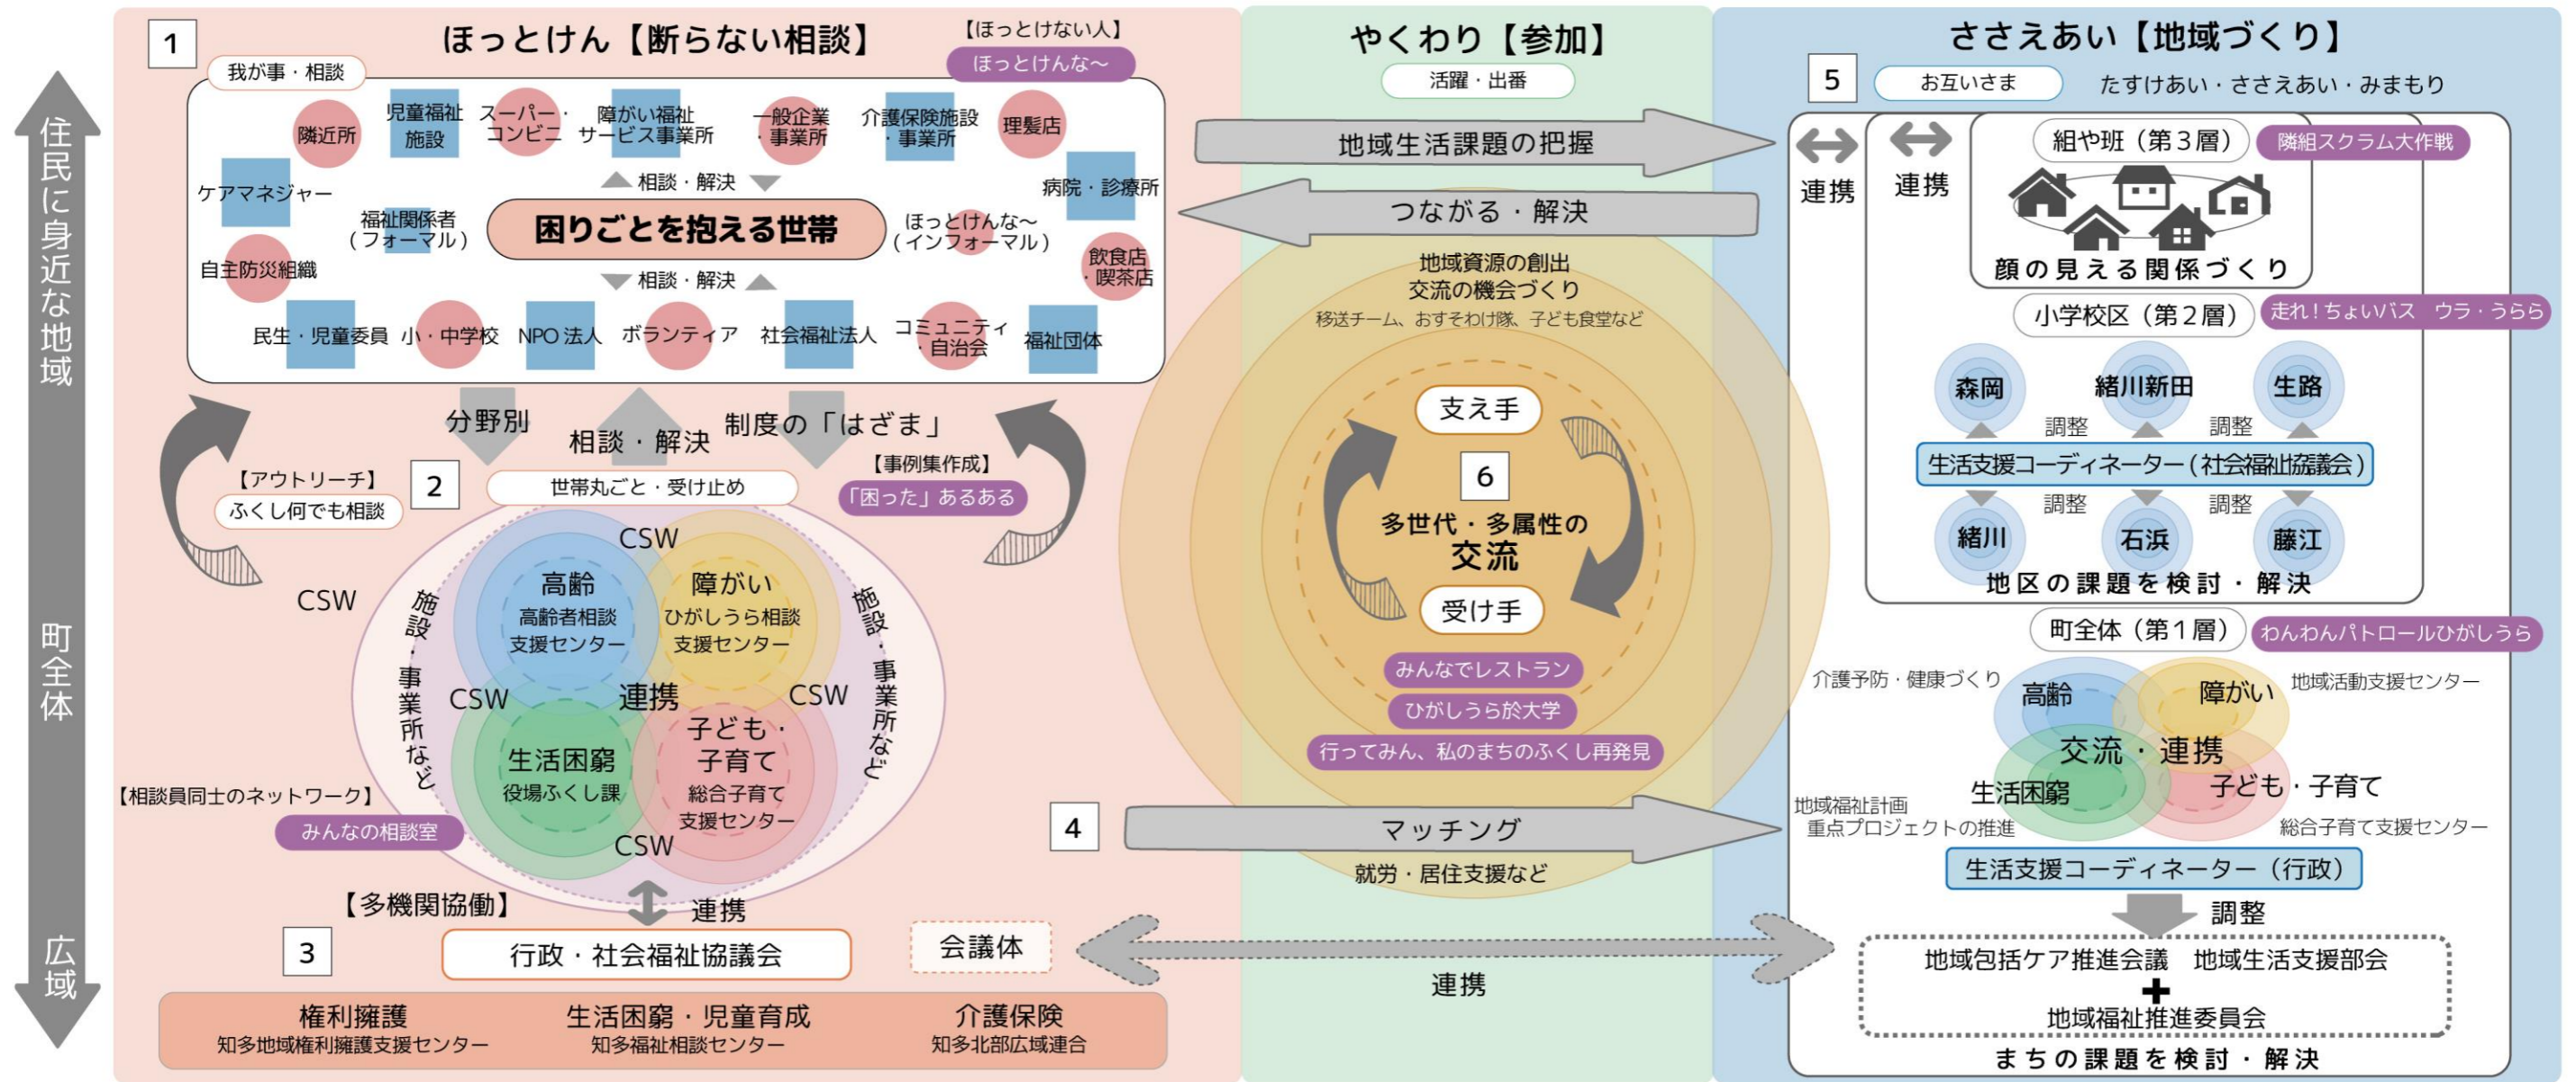 住民に身近な地域
町全体
広域
1
ほっとけん【断らない相談】
【ほっとけない人】
ほっとけんな〜
我が事・相談
隣近所
児童福祉
施設
スーパー・
コンビニ
障がい福祉
サービス事業所
一般企業
・事業所
介護保険施設
・事業所
理髪店
ケアマネジャー
病院・診療所
相談・解決
福祉関係者
(フォーマル)
困りごとを抱える世帯
ほっとけんな〜
(インフォーマル)
自主防災組織
飲食店
・喫茶店
相談・解決
民生・児童委員
小・中学校
NPO法人
ボランティア
社会福祉法人
コミュニティ
・自治会
福祉団体
分野別
相談・解決
制度の「はざま」
【アウトリーチ】
ふくし何でも相談
2
世帯丸ごと・受け止め
【事例集作成】
「困った」あるある
CSW
CSW
施設・事業所など
高齢
高齢者相談
支援センター
障がい
ひがしうら相談
支援センター
施設・事業所など
CSW
連携
CSW
生活困窮
役場ふくし課
子ども・
子育て
総合子育て
支援センター
CSW
【相談員同士のネットワーク】
みんなの相談室
【多機関協働】
連携
3
行政・社会福祉協議会
会議体
権利擁護
知多地域権利擁護支援センター
生活困窮・児童育成
知多福祉相談センター
介護保険
知多北部広域連合
やくわり【参加】
活躍・出番
地域生活課題の把握
つながる・解決
地域資源の創出
交流の機会づくり
移送チーム、おすそわけ隊、子ども食堂など
支え手
6
多世代・多属性の
交流
受け手
みんなでレストラン
ひがしうら於大学
行ってみん、私のまちのふくし再発見
4
マッチング
就労・居住支援など
連携
ささえあい【地域づくり】
5
お互いさま
たすけあい・ささえあい・みまもり
連携
連携
組や班(第3層)
隣組スクラム大作戦
顔の見える関係づくり
小学校区(第2層)
走れ!ちょいバス ウラ・うらら
森岡
緒川新田
生路
調整
調整
生活支援コーディネーター(社会福祉協議会)
調整
調整
緒川
石浜
藤江
地区の課題を検討・解決
町全体(第1層)
わんわんパトロールひがしうら
介護予防・健康づくり
高齢
障がい
地域活動支援センター
交流・連携
生活困窮
子ども・子育て
地域福祉計画
重点プロジェクトの推進
総合子育て支援センター
生活支援コーディネーター(行政)
調整
地域包括ケア推進会議 地域生活支援部会
+
地域福祉推進委員会
まちの課題を検討・解決